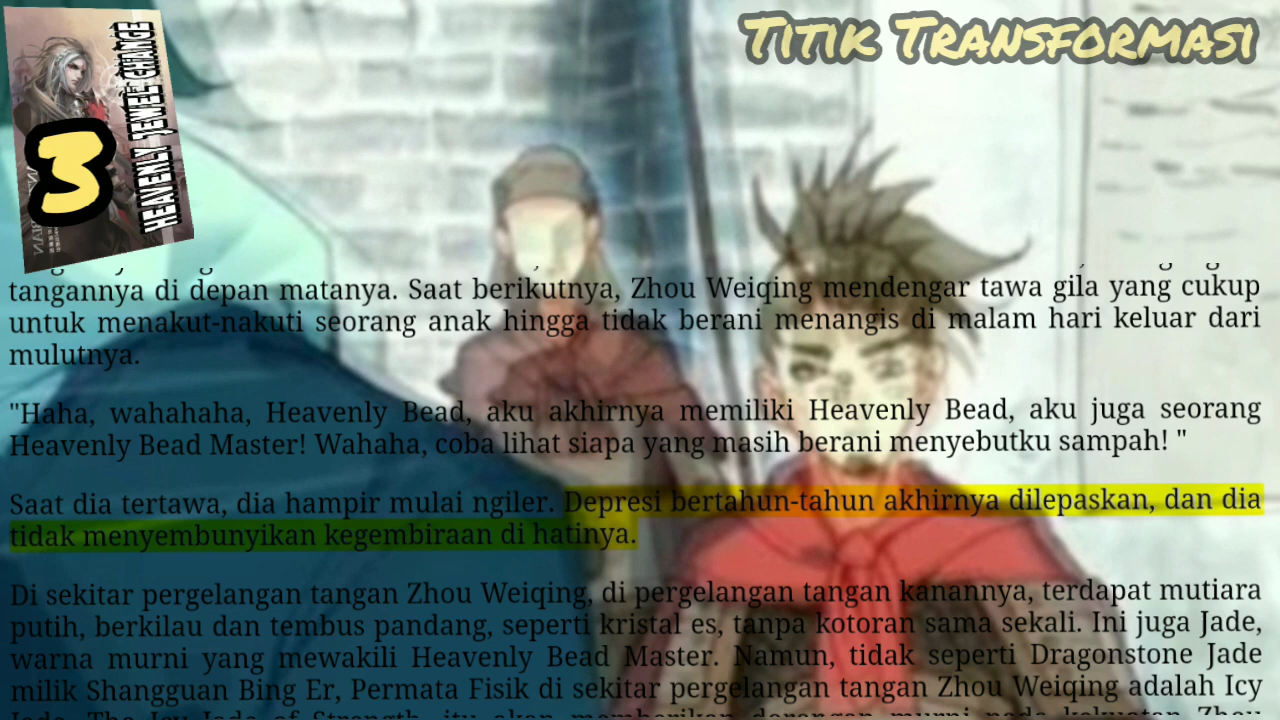 TITIK TRANSFORMASI
HEAVENLY JEWEL CHANGE
3
tangannya di depan matanya. Saat berikutnya, Zhou Weiqing mendengar tawa gila yang cukup
untuk menakut-nakuti seorang anak hingga tidak berani menangis di malam hari keluar dari
mulutnya.
"Haha, wahahaha, Heavenly Bead, aku akhirnya memiliki Heavenly Bead, aku juga seorang
Heavenly Bead Master! Wahaha, coba lihat siapa yang masih berani menyebutku sampah! "
Saat dia tertawa, dia hampir mulai ngiler. Depresi bertahun-tahun akhirnya dilepaskan, dan dia
tidak menyembunyikan kegembiraan di hatinya.
Di sekitar pergelangan tangan Zhou Weiqing, di pergelangan tangan kanannya, terdapat mutiara
putih, berkilau dan tembus pandang, seperti kristal es, tanpa kotoran sama sekali. Ini juga Jade,
warna murni yang mewakili Heavenly Bead Master. Namun, tidak seperti Dragonstone Jade
milik Shangguan Bing Er, Permata Fisik di sekitar pergelangan tangan Zhou Weiqing adalah Icy